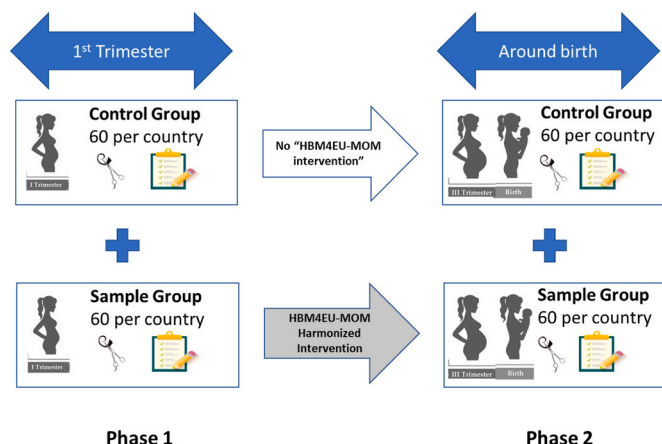 1st Trimester
Around birth
Control Group
60 per country
I Trimester
No “HBM4EU-MOM
intervention”
Control Group
60 per country
III Trimester Birth
Sample Group
60 per country
I Trimester
HBM4EU-MOM
Harmonized
Intervention
Sample Group
60 per country
III Trimester Birth
Phase 1
Phase 2